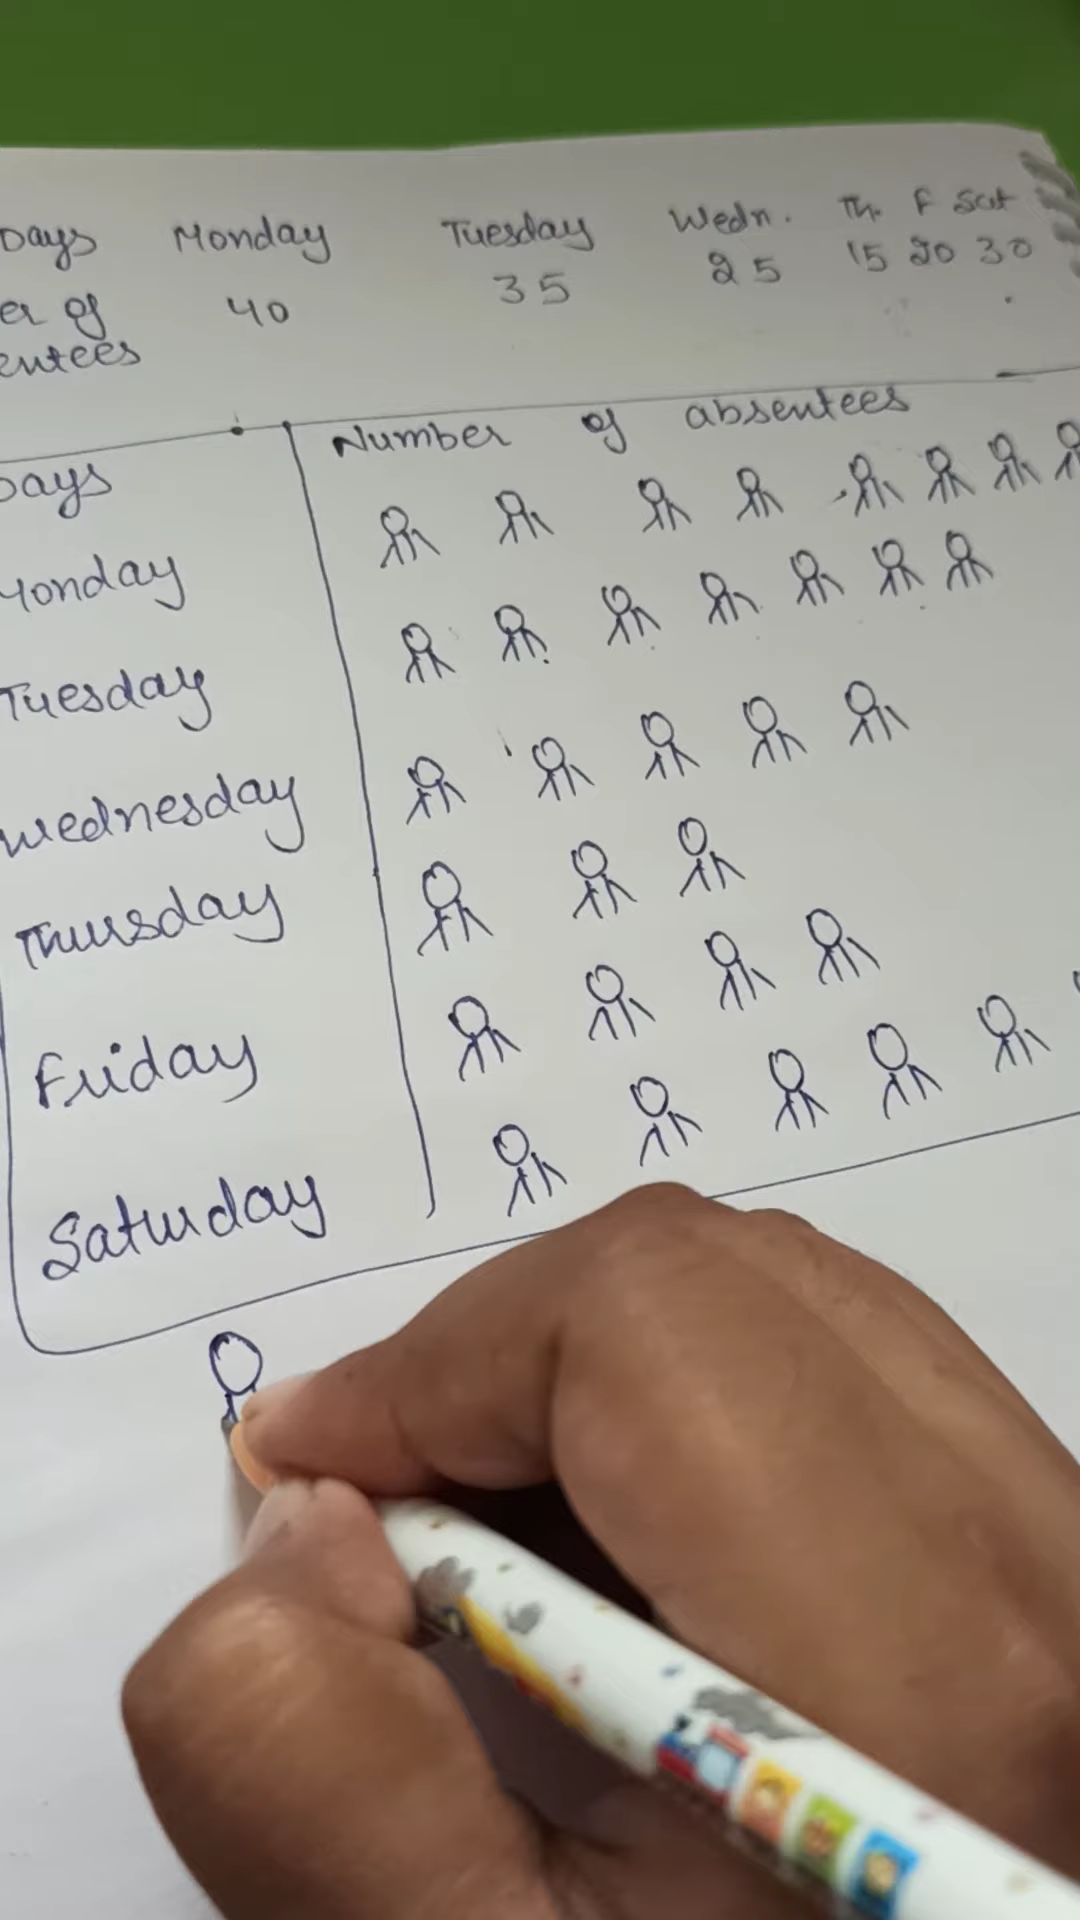 Days Monday Tuesday Wedn. Th. F Sat
er of 40 35 25 15 20 30
entees
Days Number of absentees
Monday
Tuesday
Wednesday
Thursday
Friday
Saturday